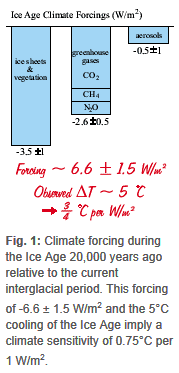 Ice Age Climate Forcings (W/m²)
ice sheets
&
vegetation
greenhouse
gases
CO₂
CH₄
N₂O
aerosols
-0.5±1
-2.6±0.5
-3.5 ±1
Forcing ~ 6.6 ± 1.5 W/m²
Observed ΔT ~ 5 °C
→ 3/4 °C per W/m²
Fig. 1: Climate forcing during
the Ice Age 20,000 years ago
relative to the current
interglacial period. This forcing
of -6.6 ± 1.5 W/m² and the 5°C
cooling of the Ice Age imply a
climate sensitivity of 0.75°C per
1 W/m².